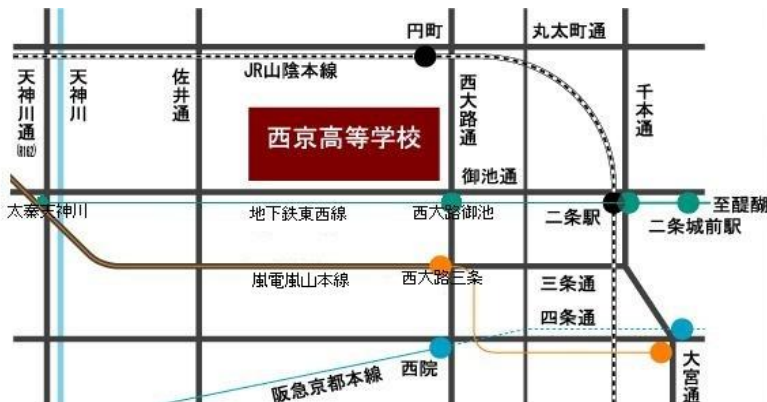 円町
丸太町通
JR山陰本線
天神川通
(R162)
天神川
佐井通
西大路通
千本通
西京高等学校
御池通
太秦天神川
地下鉄東西線
西大路御池
二条駅
至醍醐
二条城前駅
嵐電嵐山本線
西大路三条
三条通
四条通
阪急京都本線
西院
大宮通